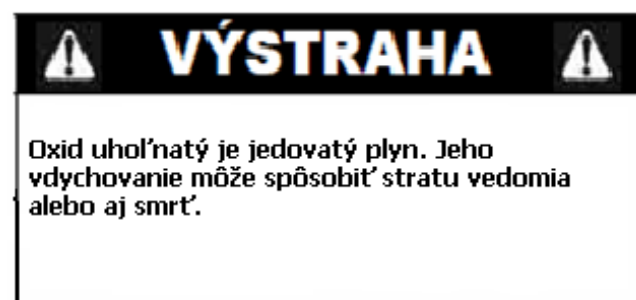 VÝSTRAHA
Oxid uhoľnatý je jedovatý plyn. Jeho
vdychovanie môže spôsobiť stratu vedomia
alebo aj smrť.